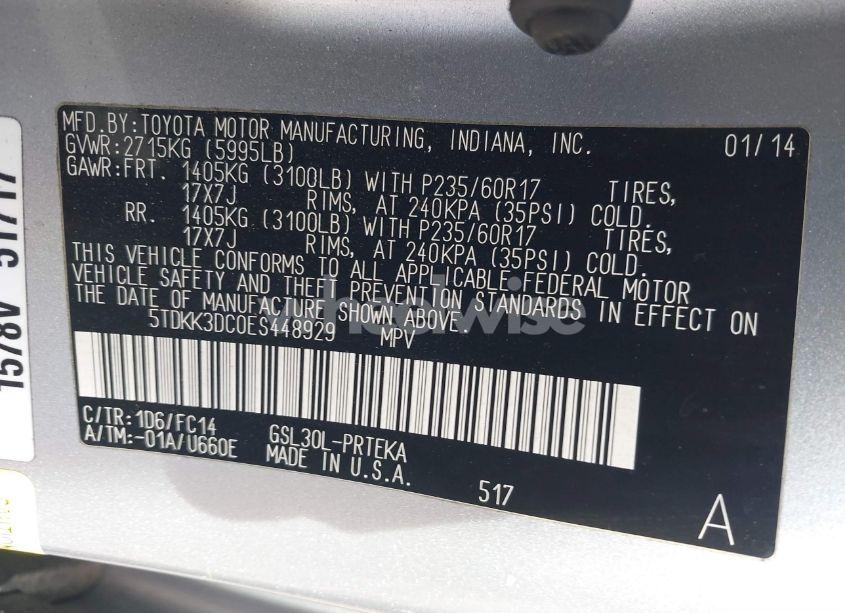 MFD.BY:TOYOTA MOTOR MANUFACTURING, INDIANA, INC. 01/14
GVWR:2715KG (5995LB)
GAWR:FRT. 1405KG (3100LB) WITH P235/60R17 TIRES,
17X7J RIMS, AT 240KPA (35PSI) COLD.
RR. 1405KG (3100LB) WITH P235/60R17 TIRES,
17X7J RIMS, AT 240KPA (35PSI) COLD.
THIS VEHICLE CONFORMS TO ALL APPLICABLE FEDERAL MOTOR
VEHICLE SAFETY AND THEFT PREVENTION STANDARDS IN EFFECT ON
THE DATE OF MANUFACTURE SHOWN ABOVE.
5TDKK3DC0ES448929 MPV
C/TR:1D6/FC14
A/TM:-01A/U660E
GSL30L-PRTEKA
MADE IN U.S.A.
517
A
1578V 51717
wheelwise